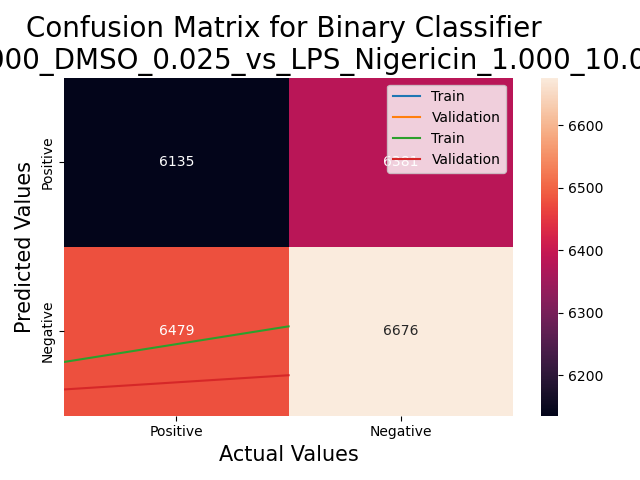 Confusion Matrix for Binary Classifier
000_DMSO_0.025_vs_LPS_Nigericin_1.000_10.0
Train
Validation
Train
Validation
Positive
6135
6381
Negative
6479
6676
Predicted Values
Positive
Negative
Actual Values
6600
6500
6400
6300
6200